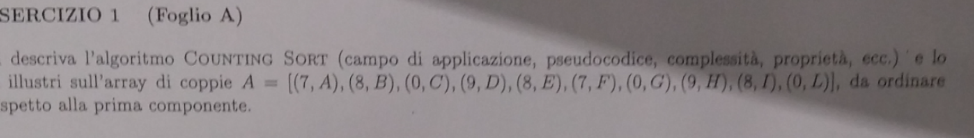 SERCIZIO 1 (Foglio A)
descriva l'algoritmo COUNTING SORT (campo di applicazione, pseudocodice, complessità, proprietà, ecc.) e lo
illustri sull'array di coppie A = [(7, A), (8, B), (0, C), (9, D), (8, E), (7, F), (0, G), (9, H), (8, I), (0, L)], da ordinare
spetto alla prima componente.